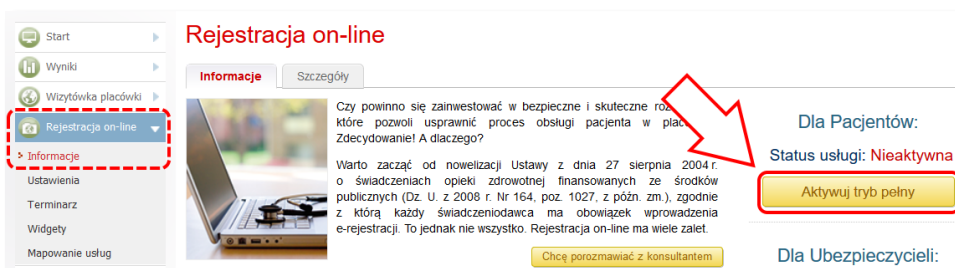 Start
Wyniki
Wizytówka placówki
Rejestracja on-line
Informacje
Ustawienia
Terminarz
Widgety
Mapowanie usług
Rejestracja on-line
Informacje
Szczegóły
Czy powinno się zainwestować w bezpieczne i skuteczne
które pozwoli usprawnić proces obsługi pacjenta w
Zdecydowanie! A dlaczego?
Warto zacząć od nowelizacji Ustawy z dnia 27 sierpnia 2004 r.
o świadczeniach opieki zdrowotnej finansowanych ze środków
publicznych (Dz. U. z 2008 r. Nr 164, poz. 1027, z późn. zm.), zgodnie
z którą każdy świadczeniodawca ma obowiązek wprowadzenia
e-rejestracji. To jednak nie wszystko. Rejestracja on-line ma wiele zalet.
Chcę porozmawiać z konsultantem
Dla Pacjentów:
Status usługi: Nieaktywna
Aktywuj tryb pełny
Dla Ubezpieczycieli: